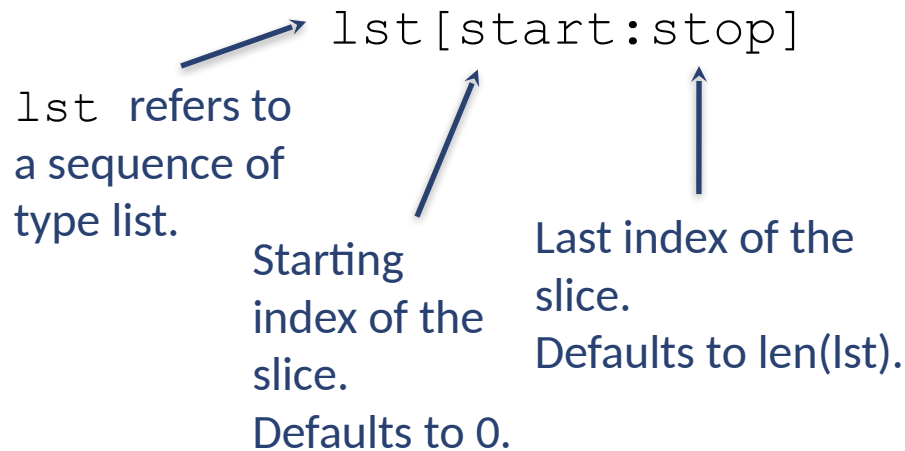 lst[start:stop]
lst refers to
a sequence of
type list.
Starting
index of the
slice.
Defaults to 0.
Last index of the
slice.
Defaults to len(lst).